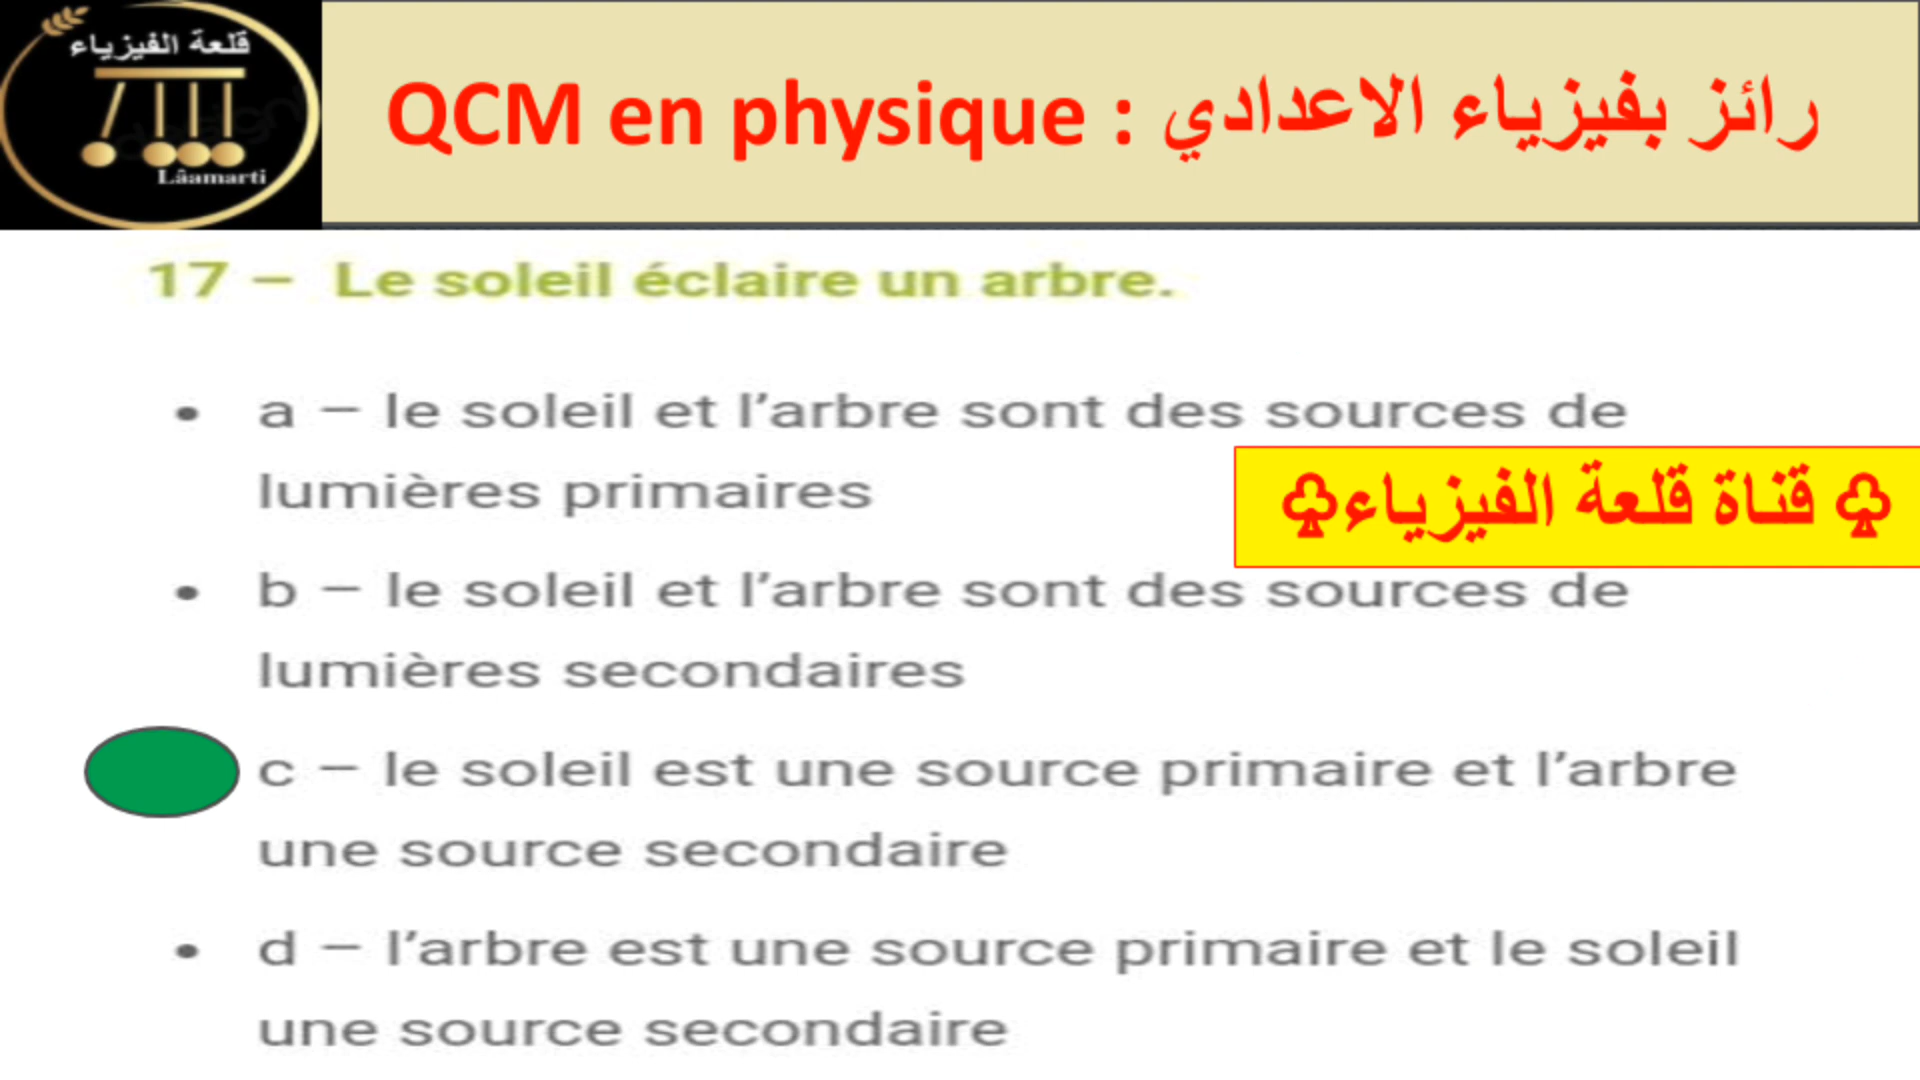 قلعة الفيزياء
Lâamarti
QCM en physique : رائز بفيزياء الاعدادي
17 – Le soleil éclaire un arbre.
• a – le soleil et l’arbre sont des sources de
lumières primaires
♧ قناة قلعة الفيزياء♧
• b – le soleil et l’arbre sont des sources de
lumières secondaires
c – le soleil est une source primaire et l’arbre
une source secondaire
• d – l’arbre est une source primaire et le soleil
une source secondaire